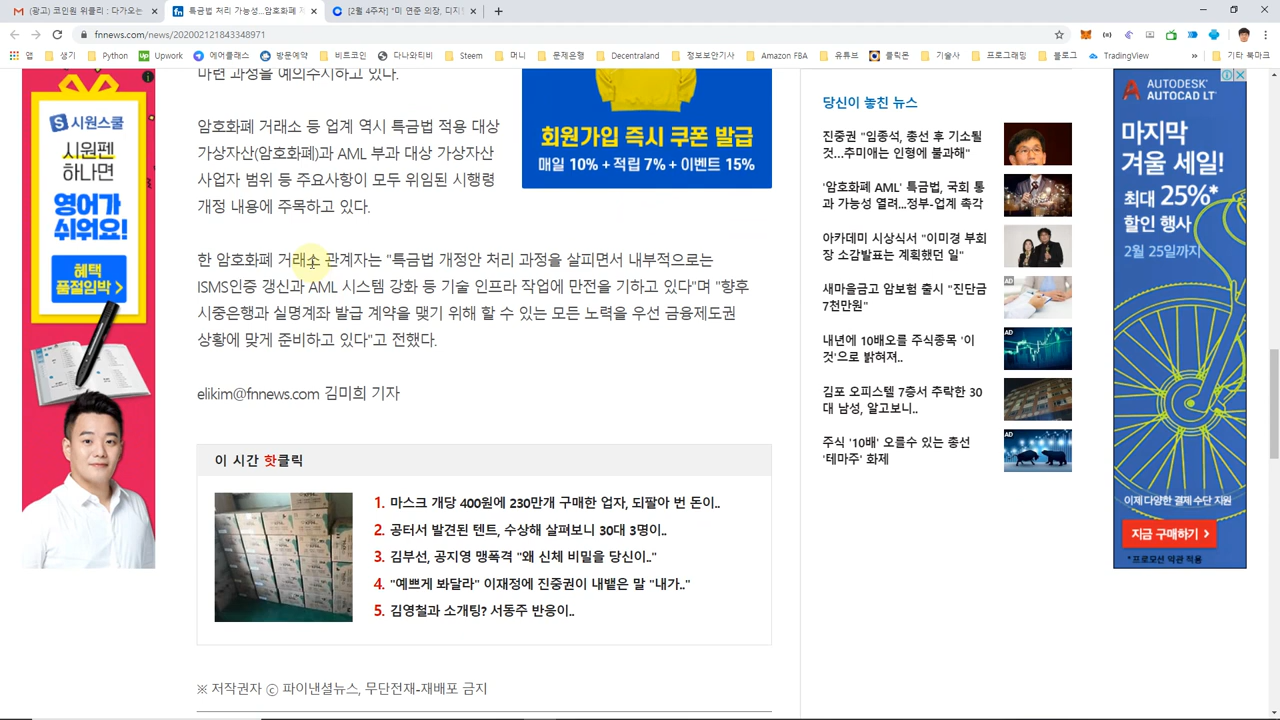 (광고) 코인원 위클리 : 다가오는
특금법 처리 가능성...암호화폐
[2월 4주차] "미 연준 의장, 디지
fnnews.com/news/202002121843348971
앱
생기
Python
Upwork
에어클래스
방문예약
비트코인
다나와티비
Steem
머니
문제은행
Decentraland
정보보안기사
Amazon FBA
유튜브
클릭몬
기술사
프로그래밍
블로그
TradingView
기타 북마크
시원스쿨
시원펜
하나면
영어가
쉬워요!
혜택
품절임박
마련 과정을 예의수시하고 있다.
암호화폐 거래소 등 업계 역시 특금법 적용 대상
가상자산(암호화폐)과 AML 부과 대상 가상자산
사업자 범위 등 주요사항이 모두 위임된 시행령
개정 내용에 주목하고 있다.
회원가입 즉시 쿠폰 발급
매일 10% + 적립 7% + 이벤트 15%
한 암호화폐 거래소 관계자는 "특금법 개정안 처리 과정을 살피면서 내부적으로는
ISMS인증 갱신과 AML 시스템 강화 등 기술 인프라 작업에 만전을 기하고 있다"며 "향후
시중은행과 실명계좌 발급 계약을 맺기 위해 할 수 있는 모든 노력을 우선 금융제도권
상황에 맞게 준비하고 있다"고 전했다.
elikim@fnnews.com 김미희 기자
이 시간 핫클릭
1. 마스크 개당 400원에 230만개 구매한 업자, 되팔아 번 돈이..
2. 공터서 발견된 텐트, 수상해 살펴보니 30대 3명이..
3. 김부선, 공지영 맹폭격 "왜 신체 비밀을 당신이.."
4. "예쁘게 봐달라" 이재정에 진중권이 내뱉은 말 "내가.."
5. 김영철과 소개팅? 서동주 반응이..
※ 저작권자 ⓒ 파이낸셜뉴스, 무단전재-재배포 금지
당신이 놓친 뉴스
진중권 "임종석, 총선 후 기소될
것...추미애는 인형에 불과해"
'암호화폐 AML' 특금법, 국회 통
과 가능성 열려...정부-업계 촉각
아카데미 시상식서 "이미경 부회
장 소감발표는 계획했던 일"
새마을금고 암보험 출시 "진단금
7천만원"
AD
내년에 10배오를 주식종목 '이
것'으로 밝혀져..
AD
김포 오피스텔 7층서 추락한 30
대 남성, 알고보니..
AD
주식 '10배' 오를수 있는 총선
'테마주' 화제
AD
AUTODESK
AUTOCAD LT
마지막
겨울 세일!
최대 25%*
할인 행사
2월 25일까지
이제 다양한 결제 수단 지원
지금 구매하기
*프로모션 약관 적용